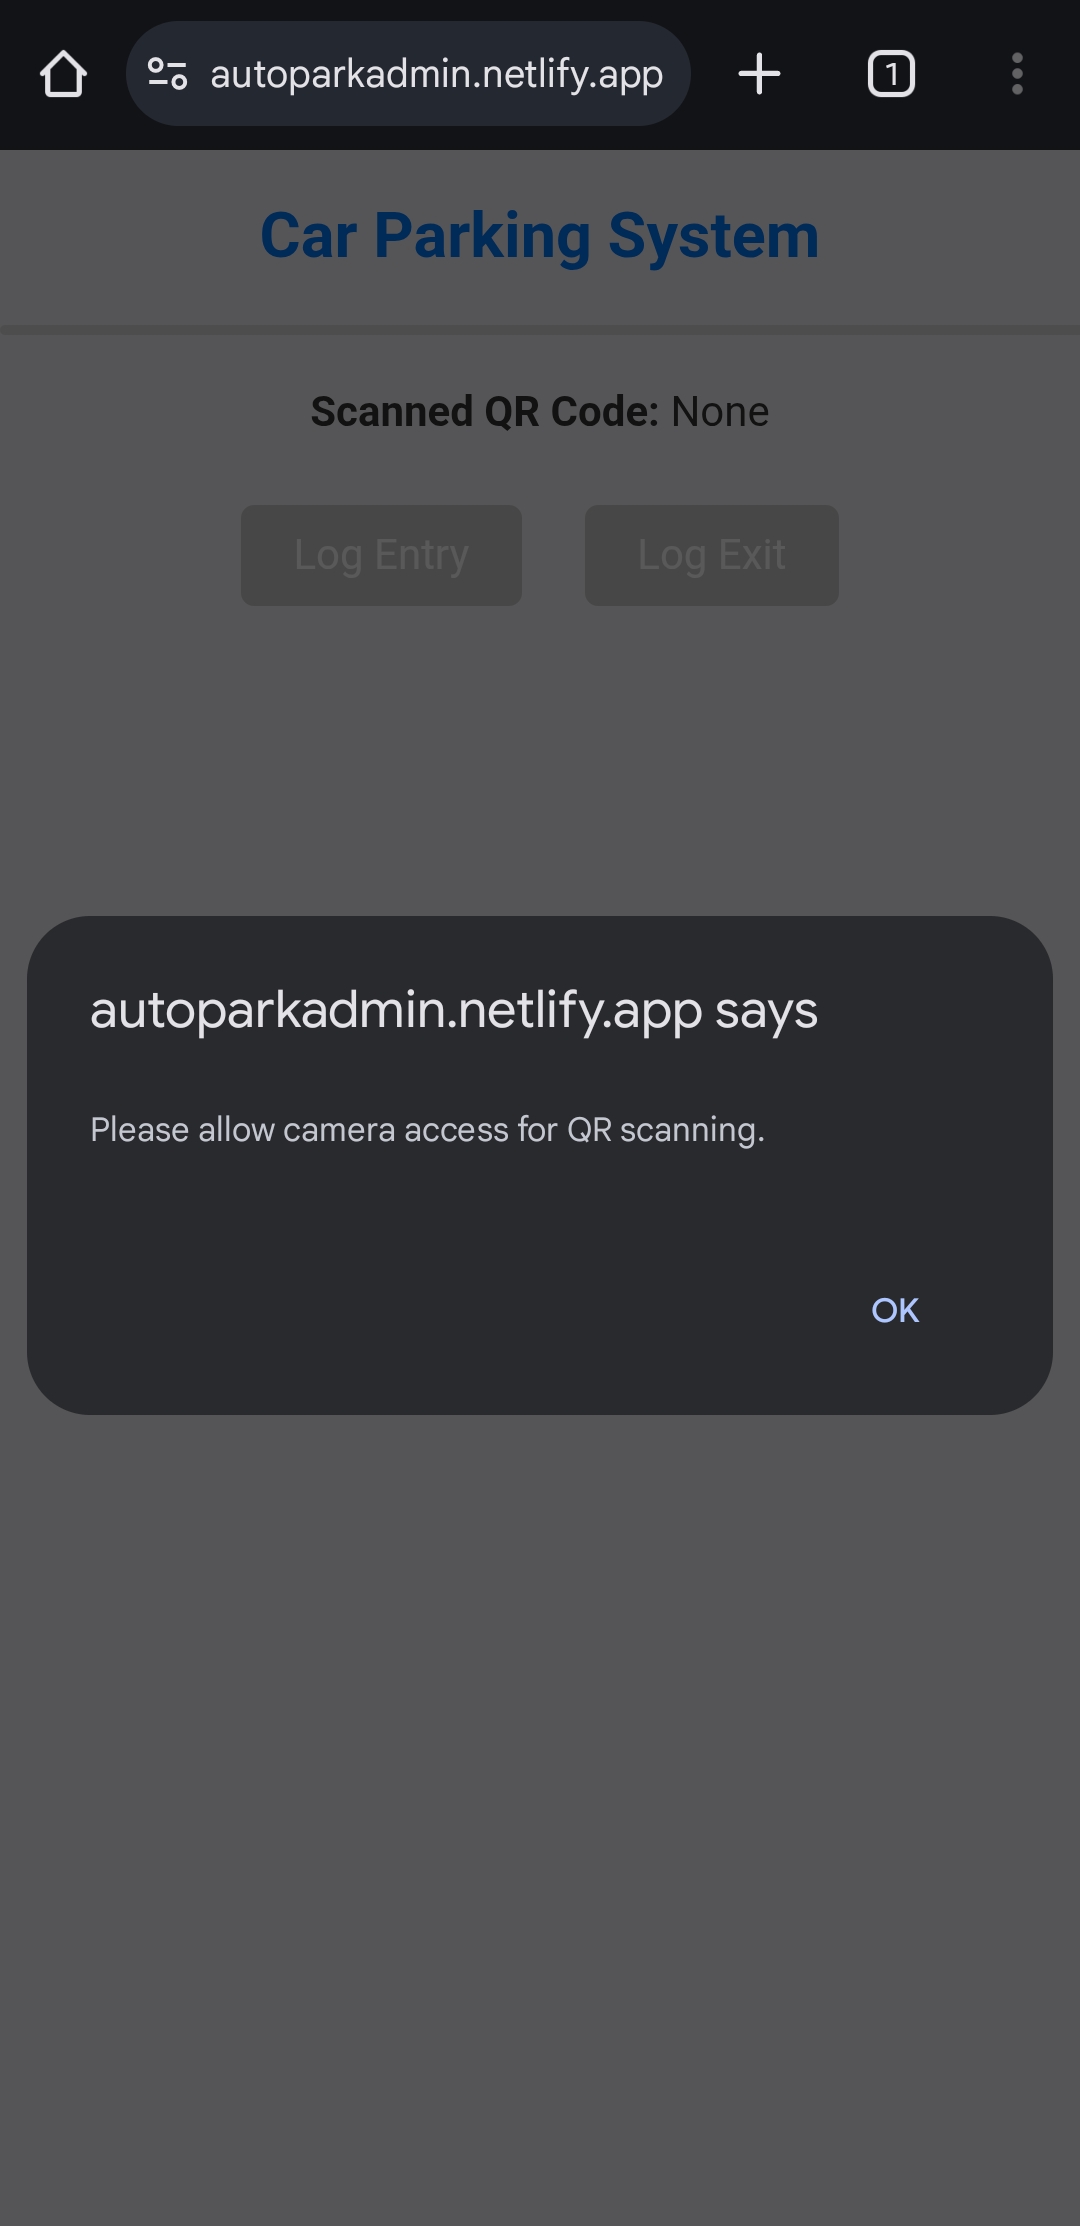 autoparkadmin.netlify.app
1
Car Parking System
Scanned QR Code: None
Log Entry
Log Exit
autoparkadmin.netlify.app says
Please allow camera access for QR scanning.
OK